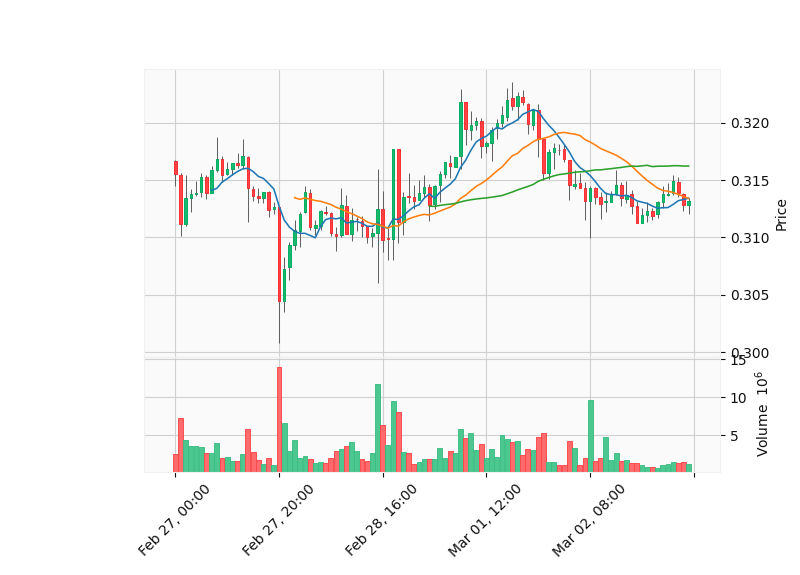 0.320
0.315
0.310
0.305
0.300
Price
15
10
5
Volume 10^6
Feb 27, 00:00
Feb 27, 20:00
Feb 28, 16:00
Mar 01, 12:00
Mar 02, 08:00